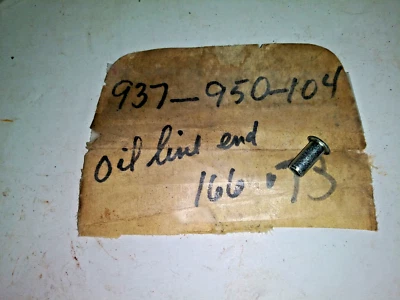 937-950-104
oil line end
166.73